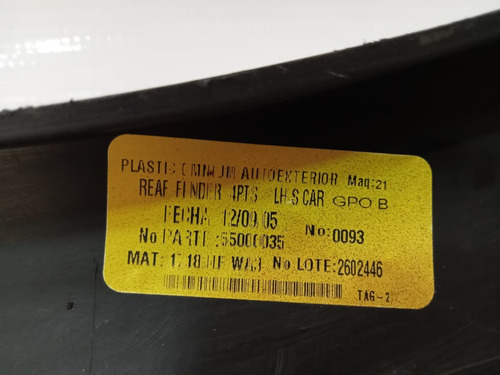 PLASTIC OMNIUM AUTOEXTERIOR Maq:21
REAR FENDER 4PTS LH S CAR GPO B
FECHA 12/09/05 No:0093
No PARTE:55000035
MAT: No LOTE:2602446
TAG-2